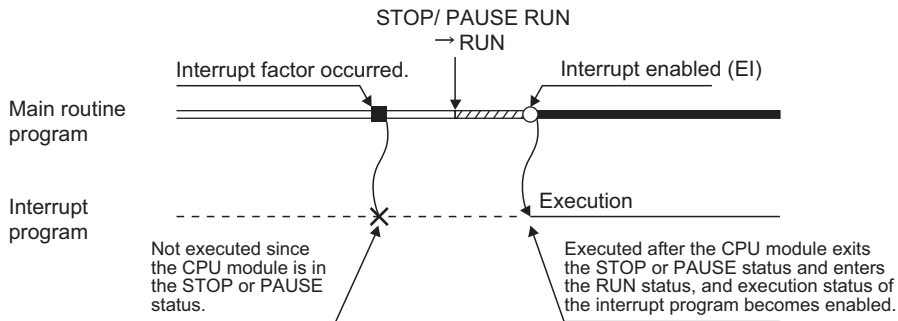 STOP/ PAUSE RUN
→ RUN
Interrupt factor occurred.
Interrupt enabled (EI)
Main routine
program
Interrupt
program
Execution
Not executed since
the CPU module is in
the STOP or PAUSE
status.
Executed after the CPU module exits
the STOP or PAUSE status and enters
the RUN status, and execution status of
the interrupt program becomes enabled.